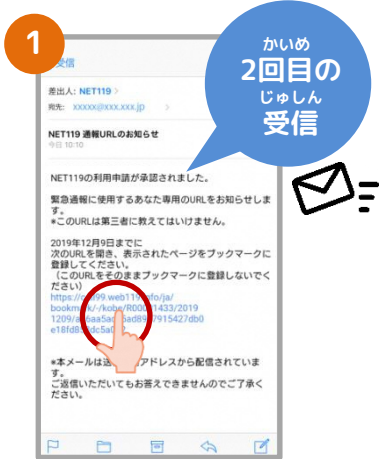 1
かいめ
2回目の
じゅしん
受信
受信
差出人: NET119 >
宛先: xxxxx@xxx.xxx.jp >
NET119 通報URLのお知らせ
今日 10:10
NET119の利用申請が承認されました。
緊急通報に使用するあなた専用のURLをお知らせしま
す。
*このURLは第三者に教えてはいけません。
2019年12月9日までに
次のURLを開き、表示されたページをブックマークに
登録してください。
（このURLをそのままブックマークに登録しないでく
ださい）
*本メールは送 アドレスから配信されていま
す。
ご返信いただいてもお答えできませんのでご了承く
ださい。